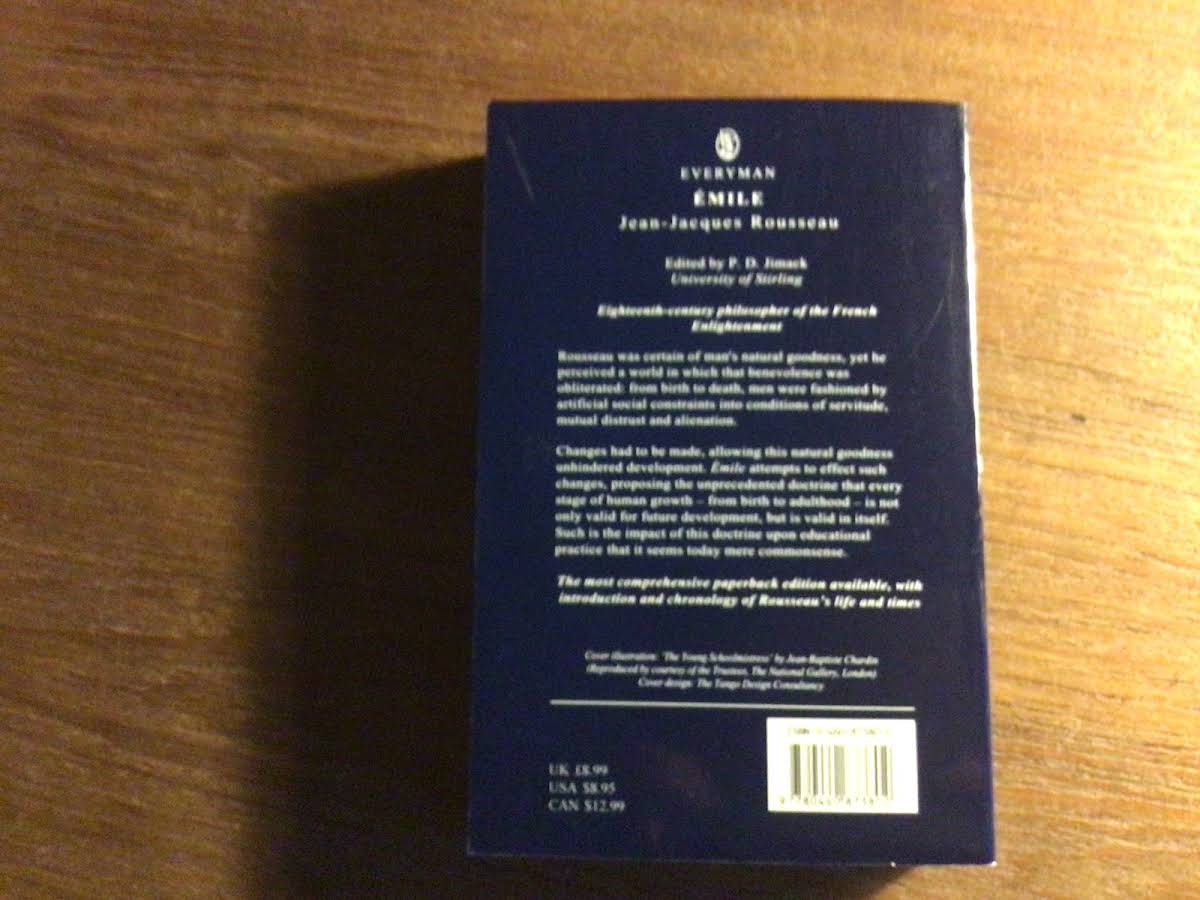 EVERYMAN
ÉMILE
Jean-Jacques Rousseau
Edited by P. D. Jimack
University of Stirling
Eighteenth-century philosopher of the French
Enlightenment
Rousseau was certain of man's natural goodness, yet he
perceived a world in which that benevolence was
obliterated: from birth to death, men were fashioned by
artificial social constraints into conditions of servitude,
mutual distrust and alienation.
Changes had to be made, allowing this natural goodness
unhindered development. Émile attempts to effect such
changes, proposing the unprecedented doctrine that every
stage of human growth – from birth to adulthood – is not
only valid for future development, but is valid in itself.
Such is the impact of this doctrine upon educational
practice that it seems today mere commonsense.
The most comprehensive paperback edition available, with
introduction and chronology of Rousseau's life and times
Cover illustration: 'The Young Schoolmistress' by Jean-Baptiste Chardin
(Reproduced by courtesy of the Trustees, The National Gallery, London)
Cover design: The Tango Design Consultancy
UK £8.99
USA $8.95
CAN $12.99
ISBN